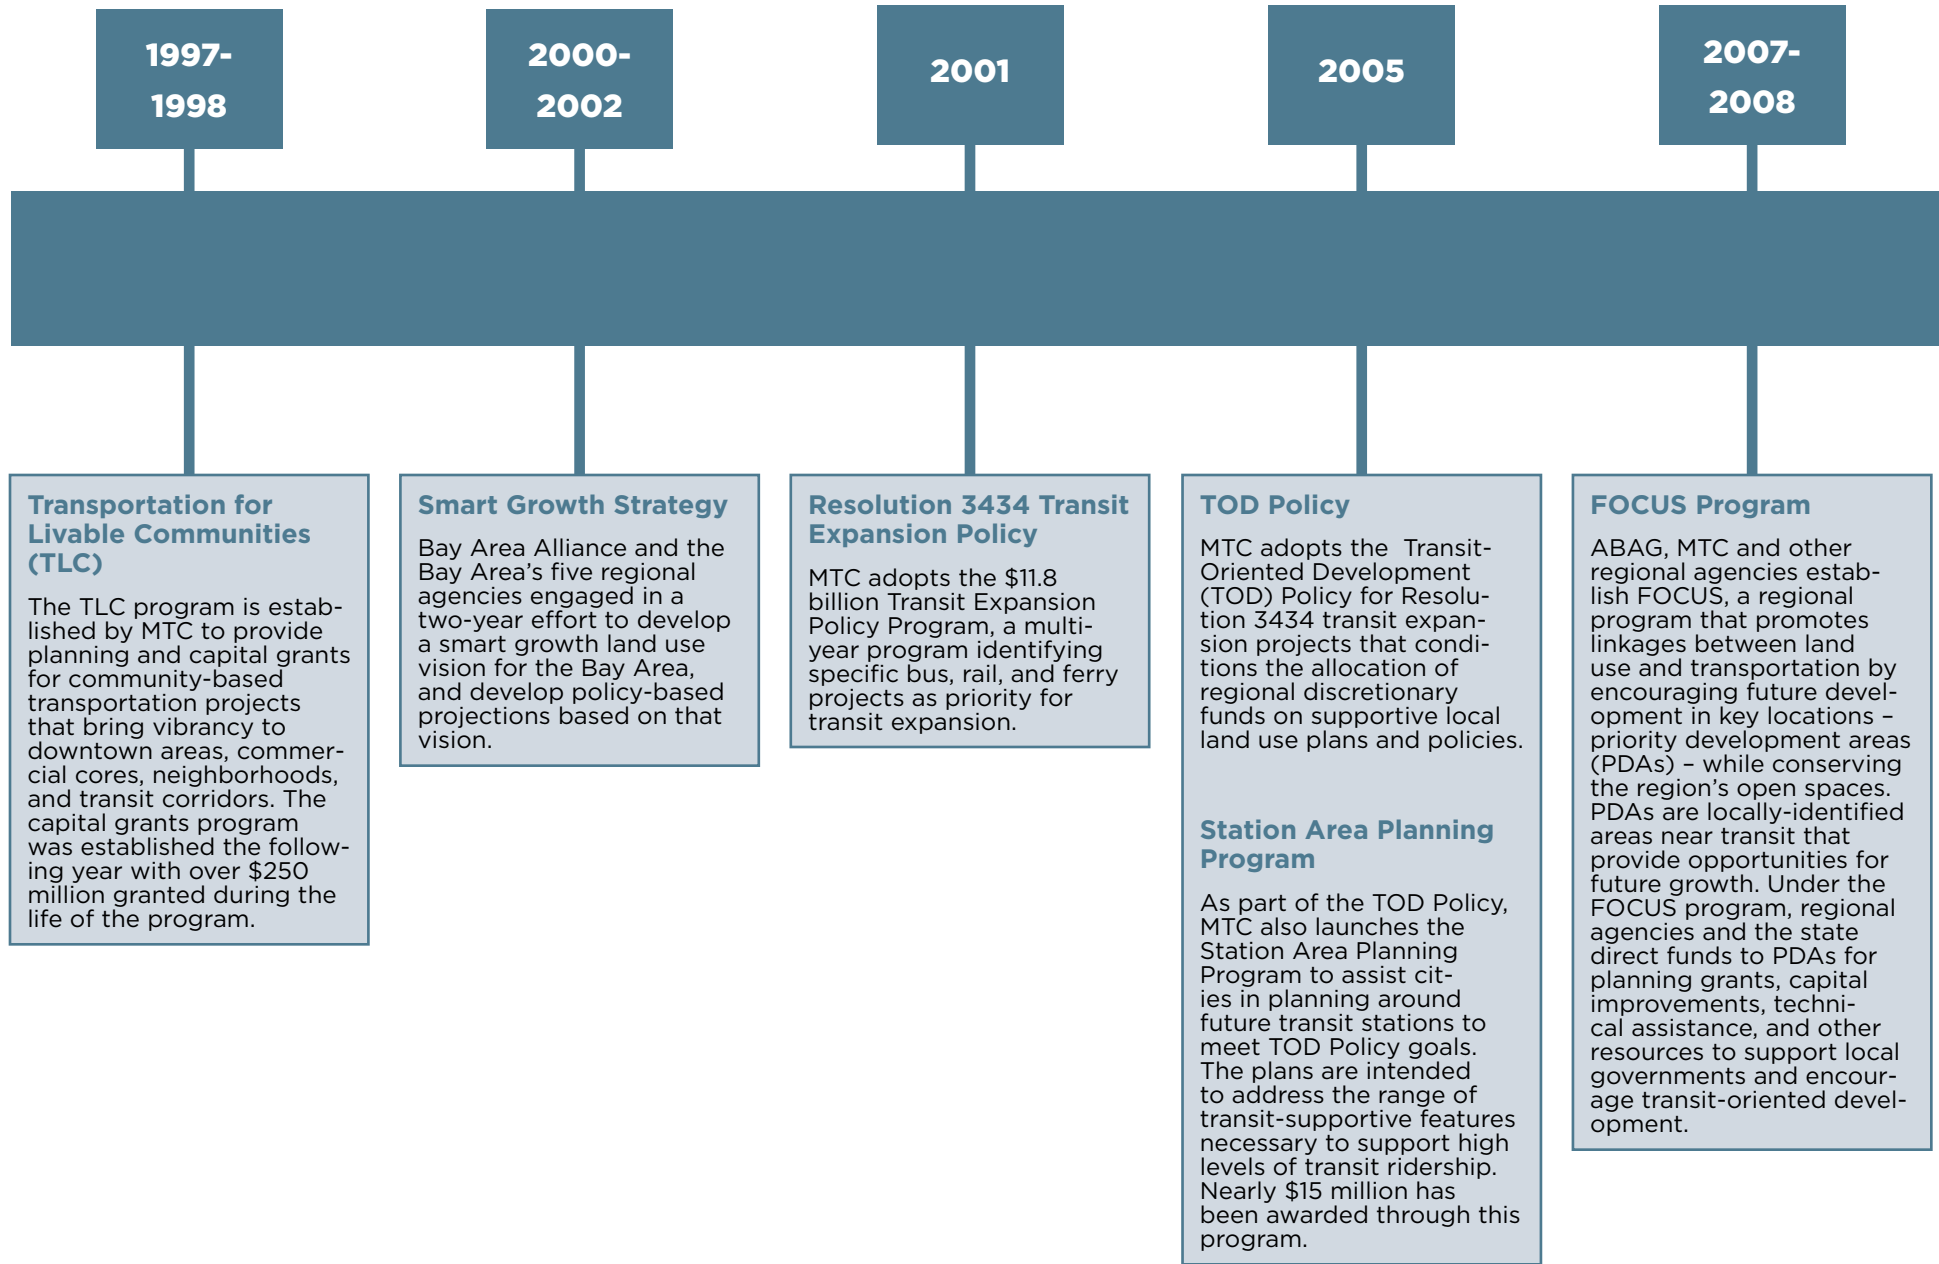 1997-
1998
2000-
2002
2001
2005
2007-
2008
Transportation for
Livable Communities
(TLC)
The TLC program is estab-
lished by MTC to provide
planning and capital grants
for community-based
transportation projects
that bring vibrancy to
downtown areas, commer-
cial cores, neighborhoods,
and transit corridors. The
capital grants program
was established the follow-
ing year with over $250
million granted during the
life of the program.
Smart Growth Strategy
Bay Area Alliance and the
Bay Area’s five regional
agencies engaged in a
two-year effort to develop
a smart growth land use
vision for the Bay Area,
and develop policy-based
projections based on that
vision.
Resolution 3434 Transit
Expansion Policy
MTC adopts the $11.8
billion Transit Expansion
Policy Program, a multi-
year program identifying
specific bus, rail, and ferry
projects as priority for
transit expansion.
TOD Policy
MTC adopts the  Transit-
Oriented Development
(TOD) Policy for Resolu-
tion 3434 transit expan-
sion projects that condi-
tions the allocation of
regional discretionary
funds on supportive local
land use plans and policies.
Station Area Planning
Program
As part of the TOD Policy,
MTC also launches the
Station Area Planning
Program to assist cit-
ies in planning around
future transit stations to
meet TOD Policy goals.
The plans are intended
to address the range of
transit-supportive features
necessary to support high
levels of transit ridership.
Nearly $15 million has
been awarded through this
program.
FOCUS Program
ABAG, MTC and other
regional agencies estab-
lish FOCUS, a regional
program that promotes
linkages between land
use and transportation by
encouraging future devel-
opment in key locations –
priority development areas
(PDAs) – while conserving
the region’s open spaces.
PDAs are locally-identified
areas near transit that
provide opportunities for
future growth. Under the
FOCUS program, regional
agencies and the state
direct funds to PDAs for
planning grants, capital
improvements, techni-
cal assistance, and other
resources to support local
governments and encour-
age transit-oriented devel-
opment.